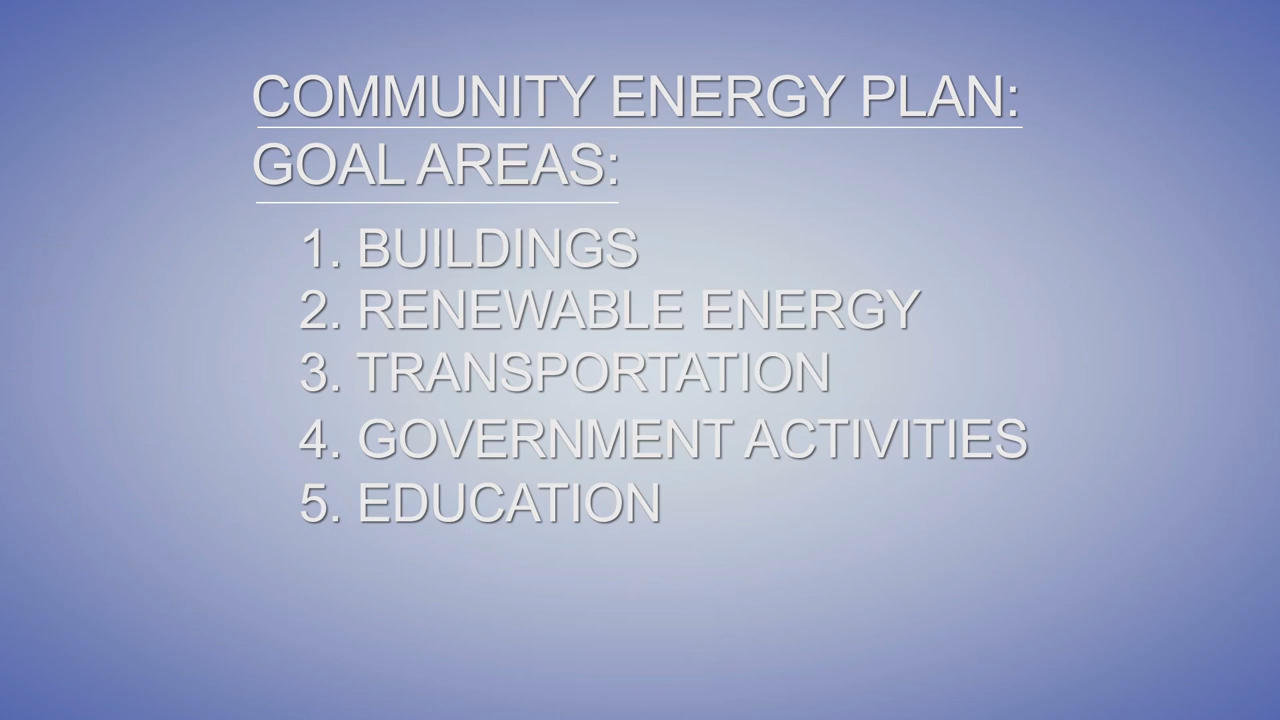 COMMUNITY ENERGY PLAN:
GOAL AREAS:
1. BUILDINGS
2. RENEWABLE ENERGY
3. TRANSPORTATION
4. GOVERNMENT ACTIVITIES
5. EDUCATION